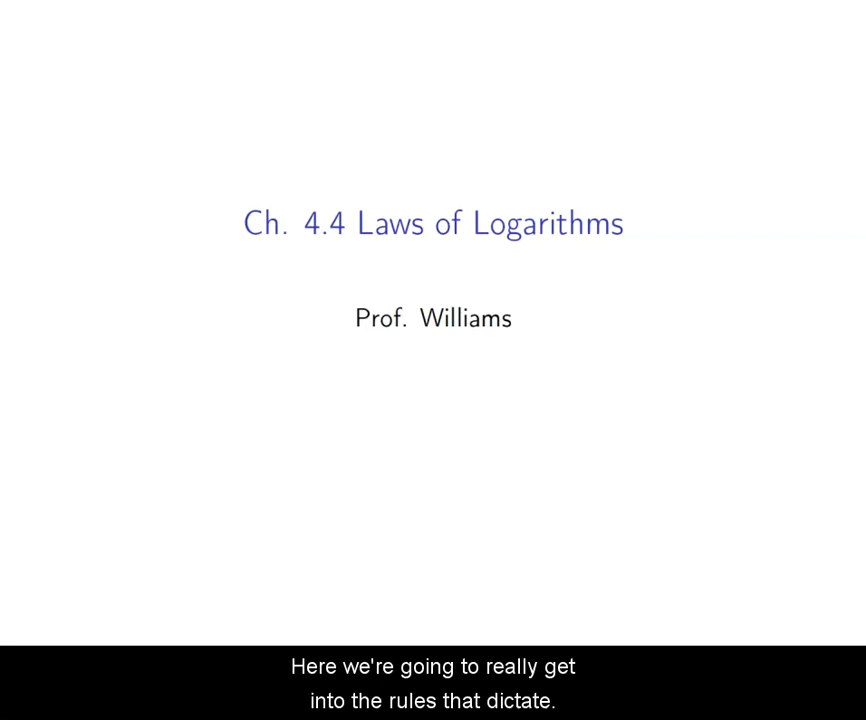 Ch. 4.4 Laws of Logarithms
Prof. Williams
Here we're going to really get
into the rules that dictate.